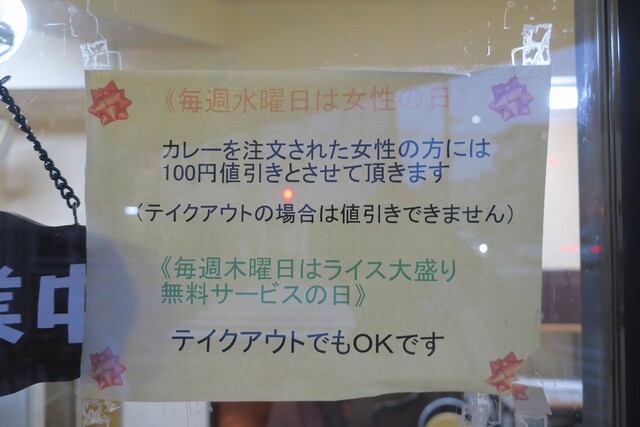 《毎週水曜日は女性の日》
カレーを注文された女性の方には
100円値引きとさせて頂きます
（テイクアウトの場合は値引きできません）
《毎週木曜日はライス大盛り
無料サービスの日》
テイクアウトでもOKです
業中